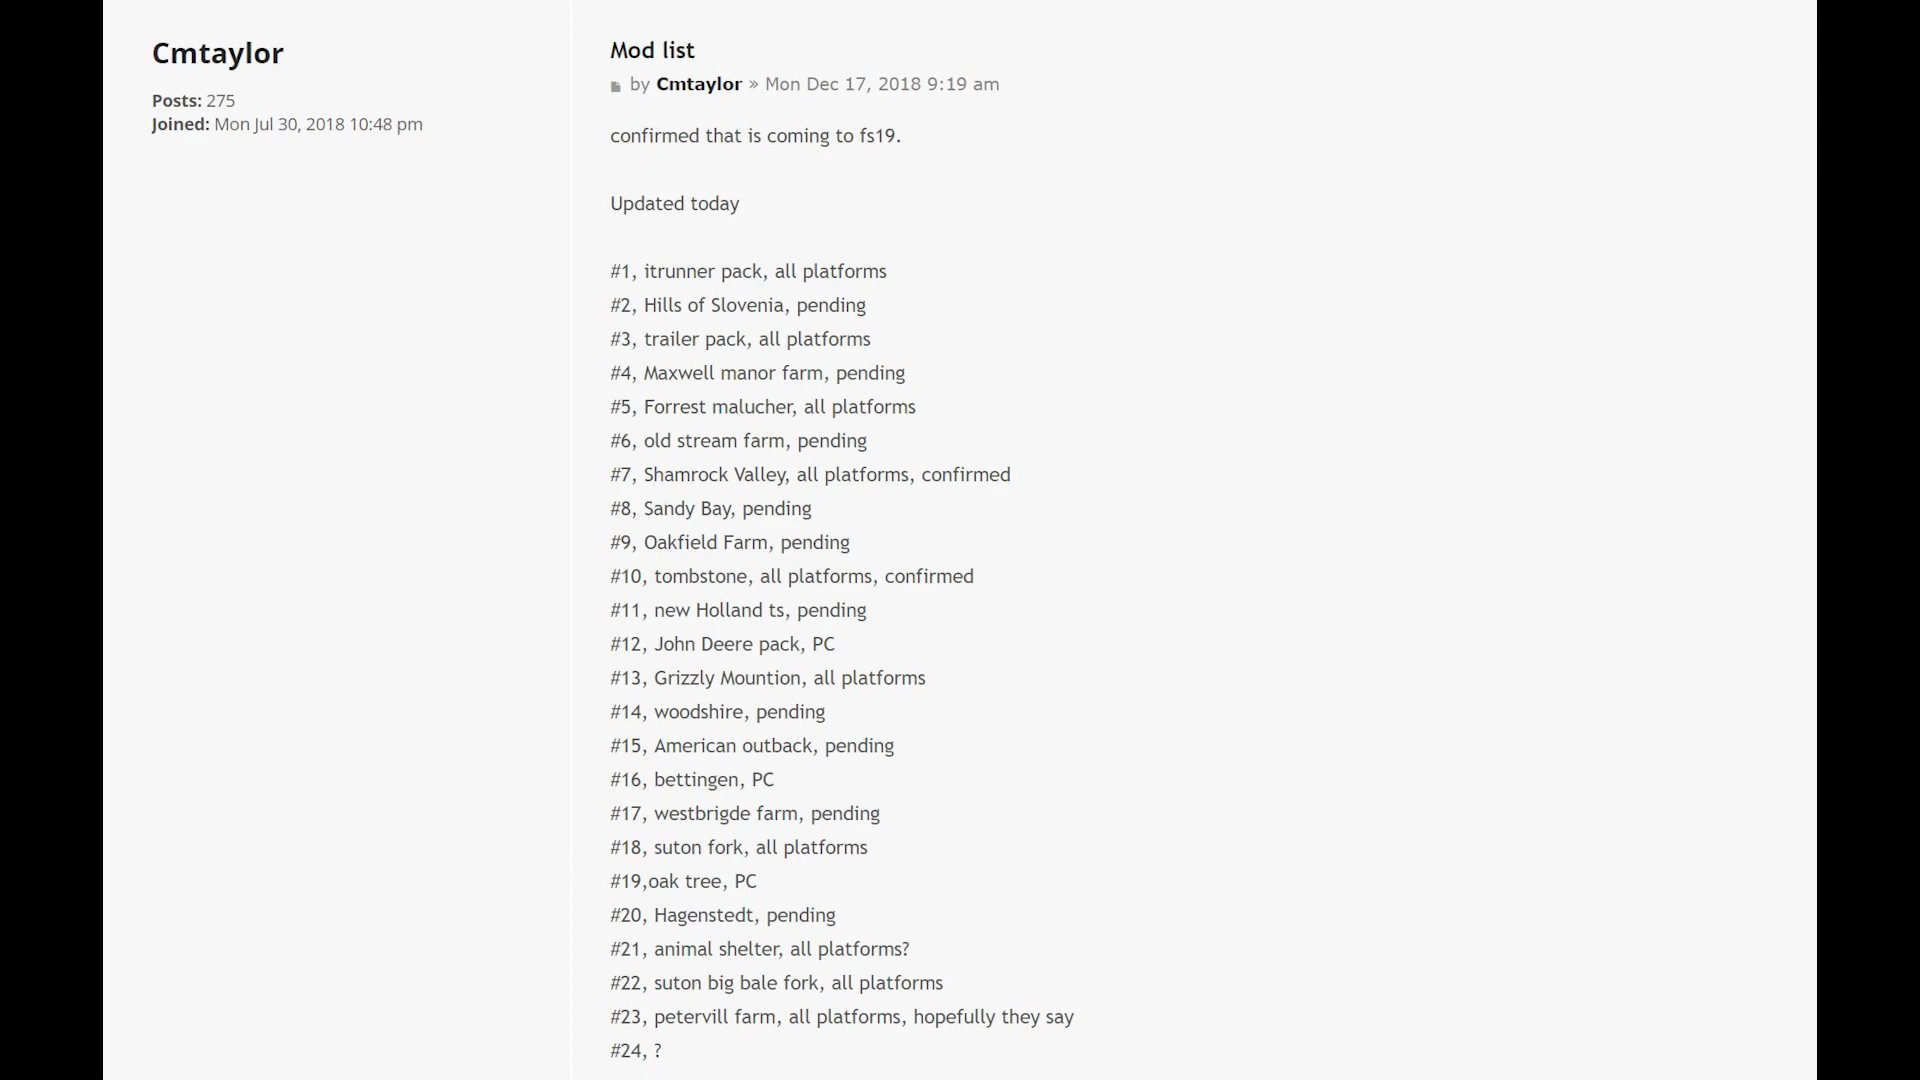 Cmtaylor
Posts: 275
Joined: Mon Jul 30, 2018 10:48 pm
Mod list
by Cmtaylor » Mon Dec 17, 2018 9:19 am
confirmed that is coming to fs19.
Updated today
#1, itrunner pack, all platforms
#2, Hills of Slovenia, pending
#3, trailer pack, all platforms
#4, Maxwell manor farm, pending
#5, Forrest malucher, all platforms
#6, old stream farm, pending
#7, Shamrock Valley, all platforms, confirmed
#8, Sandy Bay, pending
#9, Oakfield Farm, pending
#10, tombstone, all platforms, confirmed
#11, new Holland ts, pending
#12, John Deere pack, PC
#13, Grizzly Mountion, all platforms
#14, woodshire, pending
#15, American outback, pending
#16, bettingen, PC
#17, westbrigde farm, pending
#18, suton fork, all platforms
#19,oak tree, PC
#20, Hagenstedt, pending
#21, animal shelter, all platforms?
#22, suton big bale fork, all platforms
#23, petervill farm, all platforms, hopefully they say
#24, ?